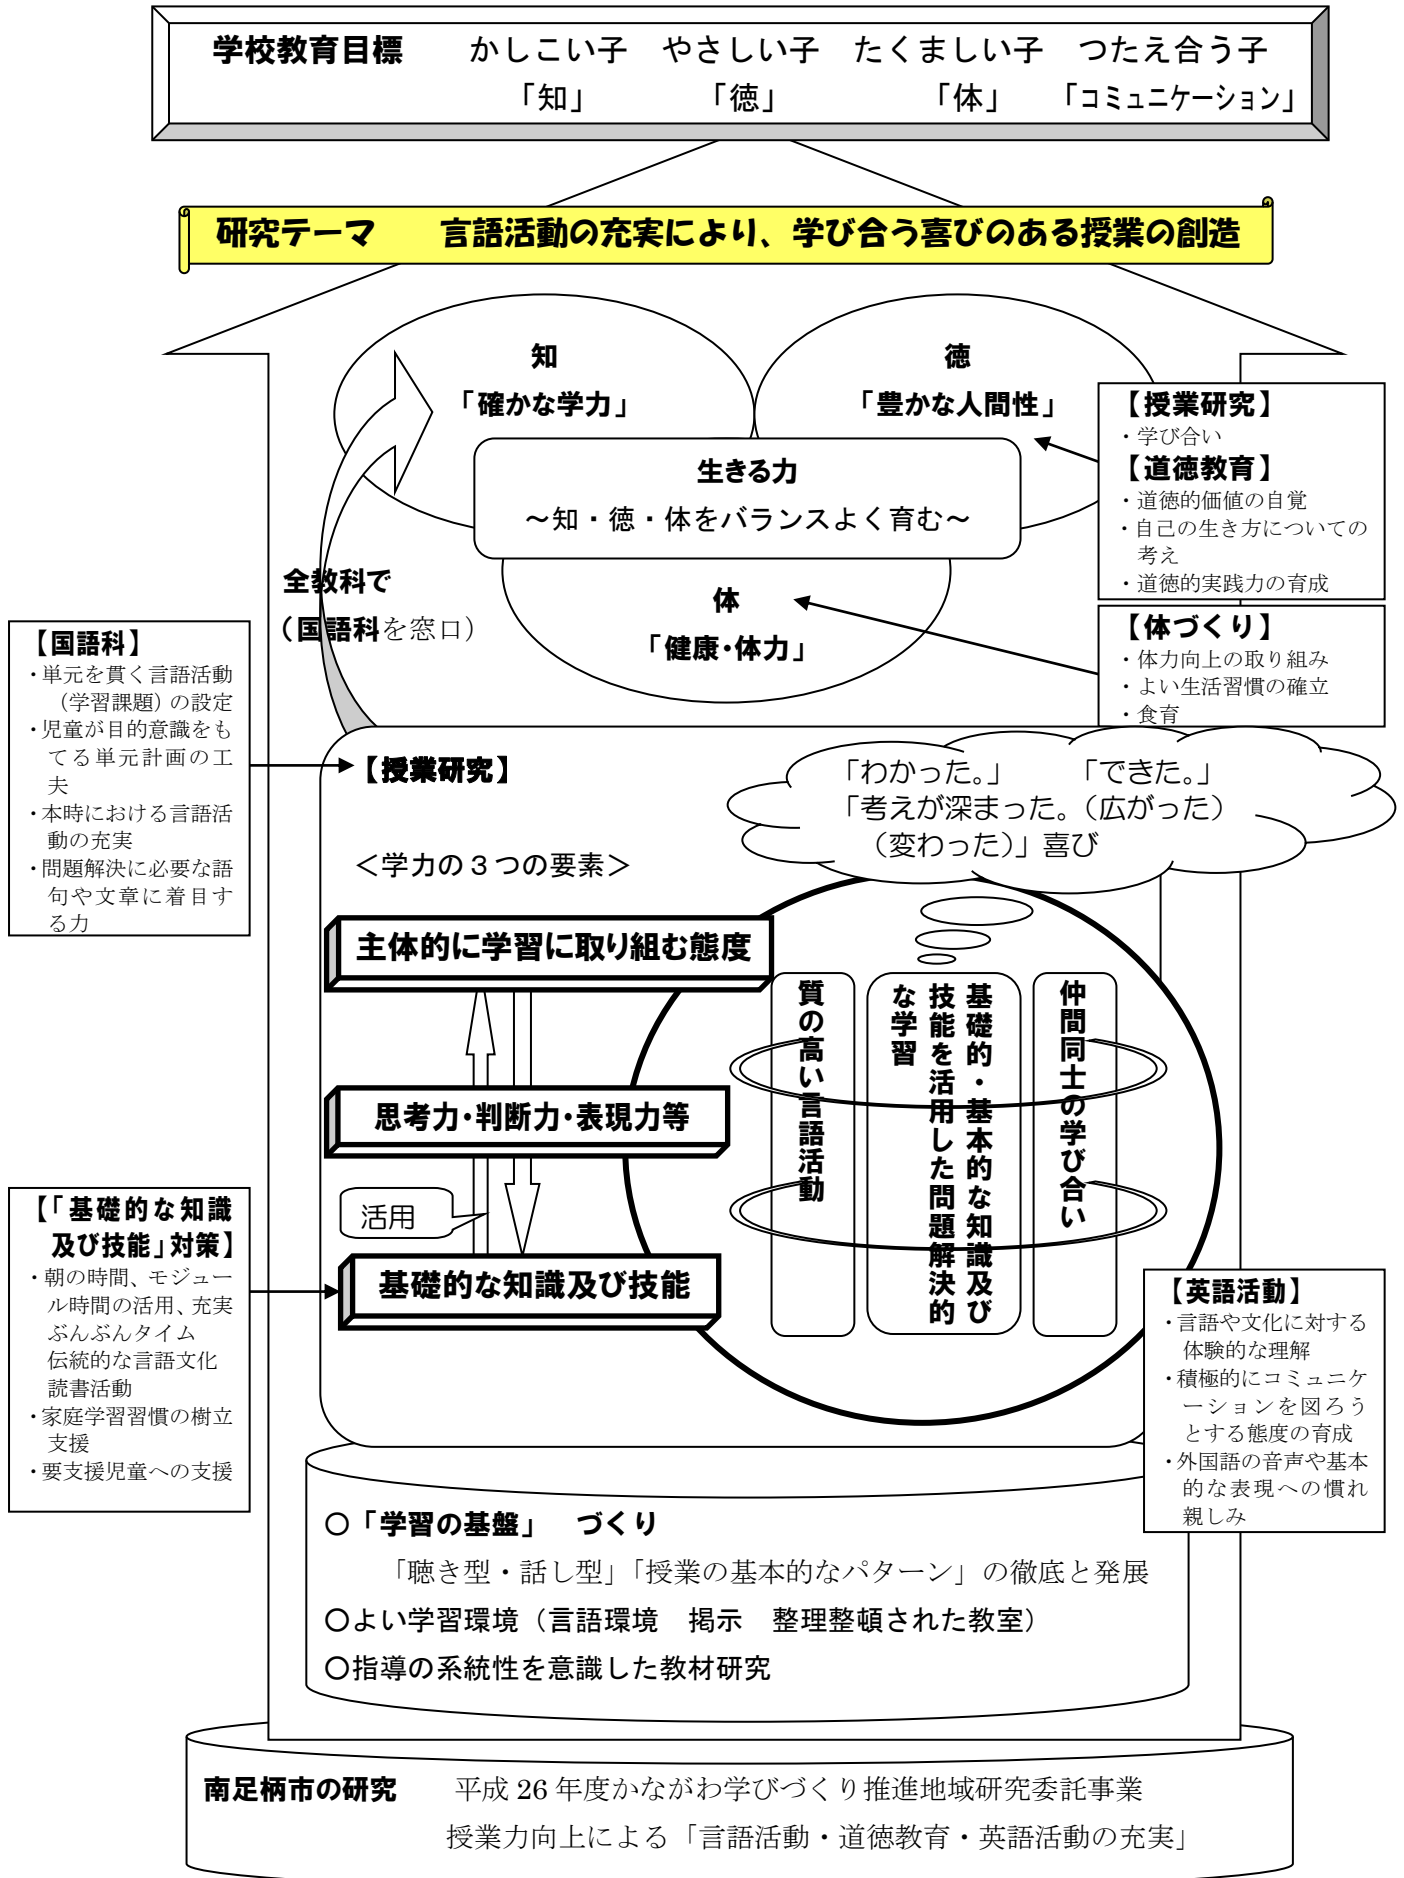 学校教育目標　かしこい子　やさしい子　たくましい子　つたえ合う子
「知」　「徳」　「体」　「コミュニケーション」
研究テーマ　言語活動の充実により、学び合う喜びのある授業の創造
知
「確かな学力」
徳
「豊かな人間性」
生きる力
～知・徳・体をバランスよく育む～
体
「健康・体力」
【授業研究】
・学び合い
【道徳教育】
・道徳的価値の自覚
・自己の生き方についての
考え
・道徳的実践力の育成
【体づくり】
・体力向上の取り組み
・よい生活習慣の確立
・食育
全教科で
（国語科を窓口）
【国語科】
・単元を貫く言語活動
（学習課題）の設定
・児童が目的意識をも
てる単元計画の工
夫
・本時における言語活
動の充実
・問題解決に必要な語
句や文章に着目す
る力
【授業研究】
＜学力の３つの要素＞
「わかった。」　「できた。」
「考えが深まった。（広がった）
（変わった）」喜び
主体的に学習に取り組む態度
思考力・判断力・表現力等
活用
基礎的な知識及び技能
質の高い言語活動
基礎的・基本的な知識及び
技能を活用した問題解決的
な学習
仲間同士の学び合い
【「基礎的な知識
及び技能」対策】
・朝の時間、モジュー
ル時間の活用、充実
ぶんぶんタイム
伝統的な言語文化
読書活動
・家庭学習習慣の樹立
支援
・要支援児童への支援
【英語活動】
・言語や文化に対する
体験的な理解
・積極的にコミュニケ
ーションを図ろう
とする態度の育成
・外国語の音声や基本
的な表現への慣れ
親しみ
○「学習の基盤」　づくり
「聴き型・話し型」「授業の基本的なパターン」の徹底と発展
○よい学習環境（言語環境　掲示　整理整頓された教室）
○指導の系統性を意識した教材研究
南足柄市の研究　平成 26 年度かながわ学びづくり推進地域研究委託事業
授業力向上による「言語活動・道徳教育・英語活動の充実」